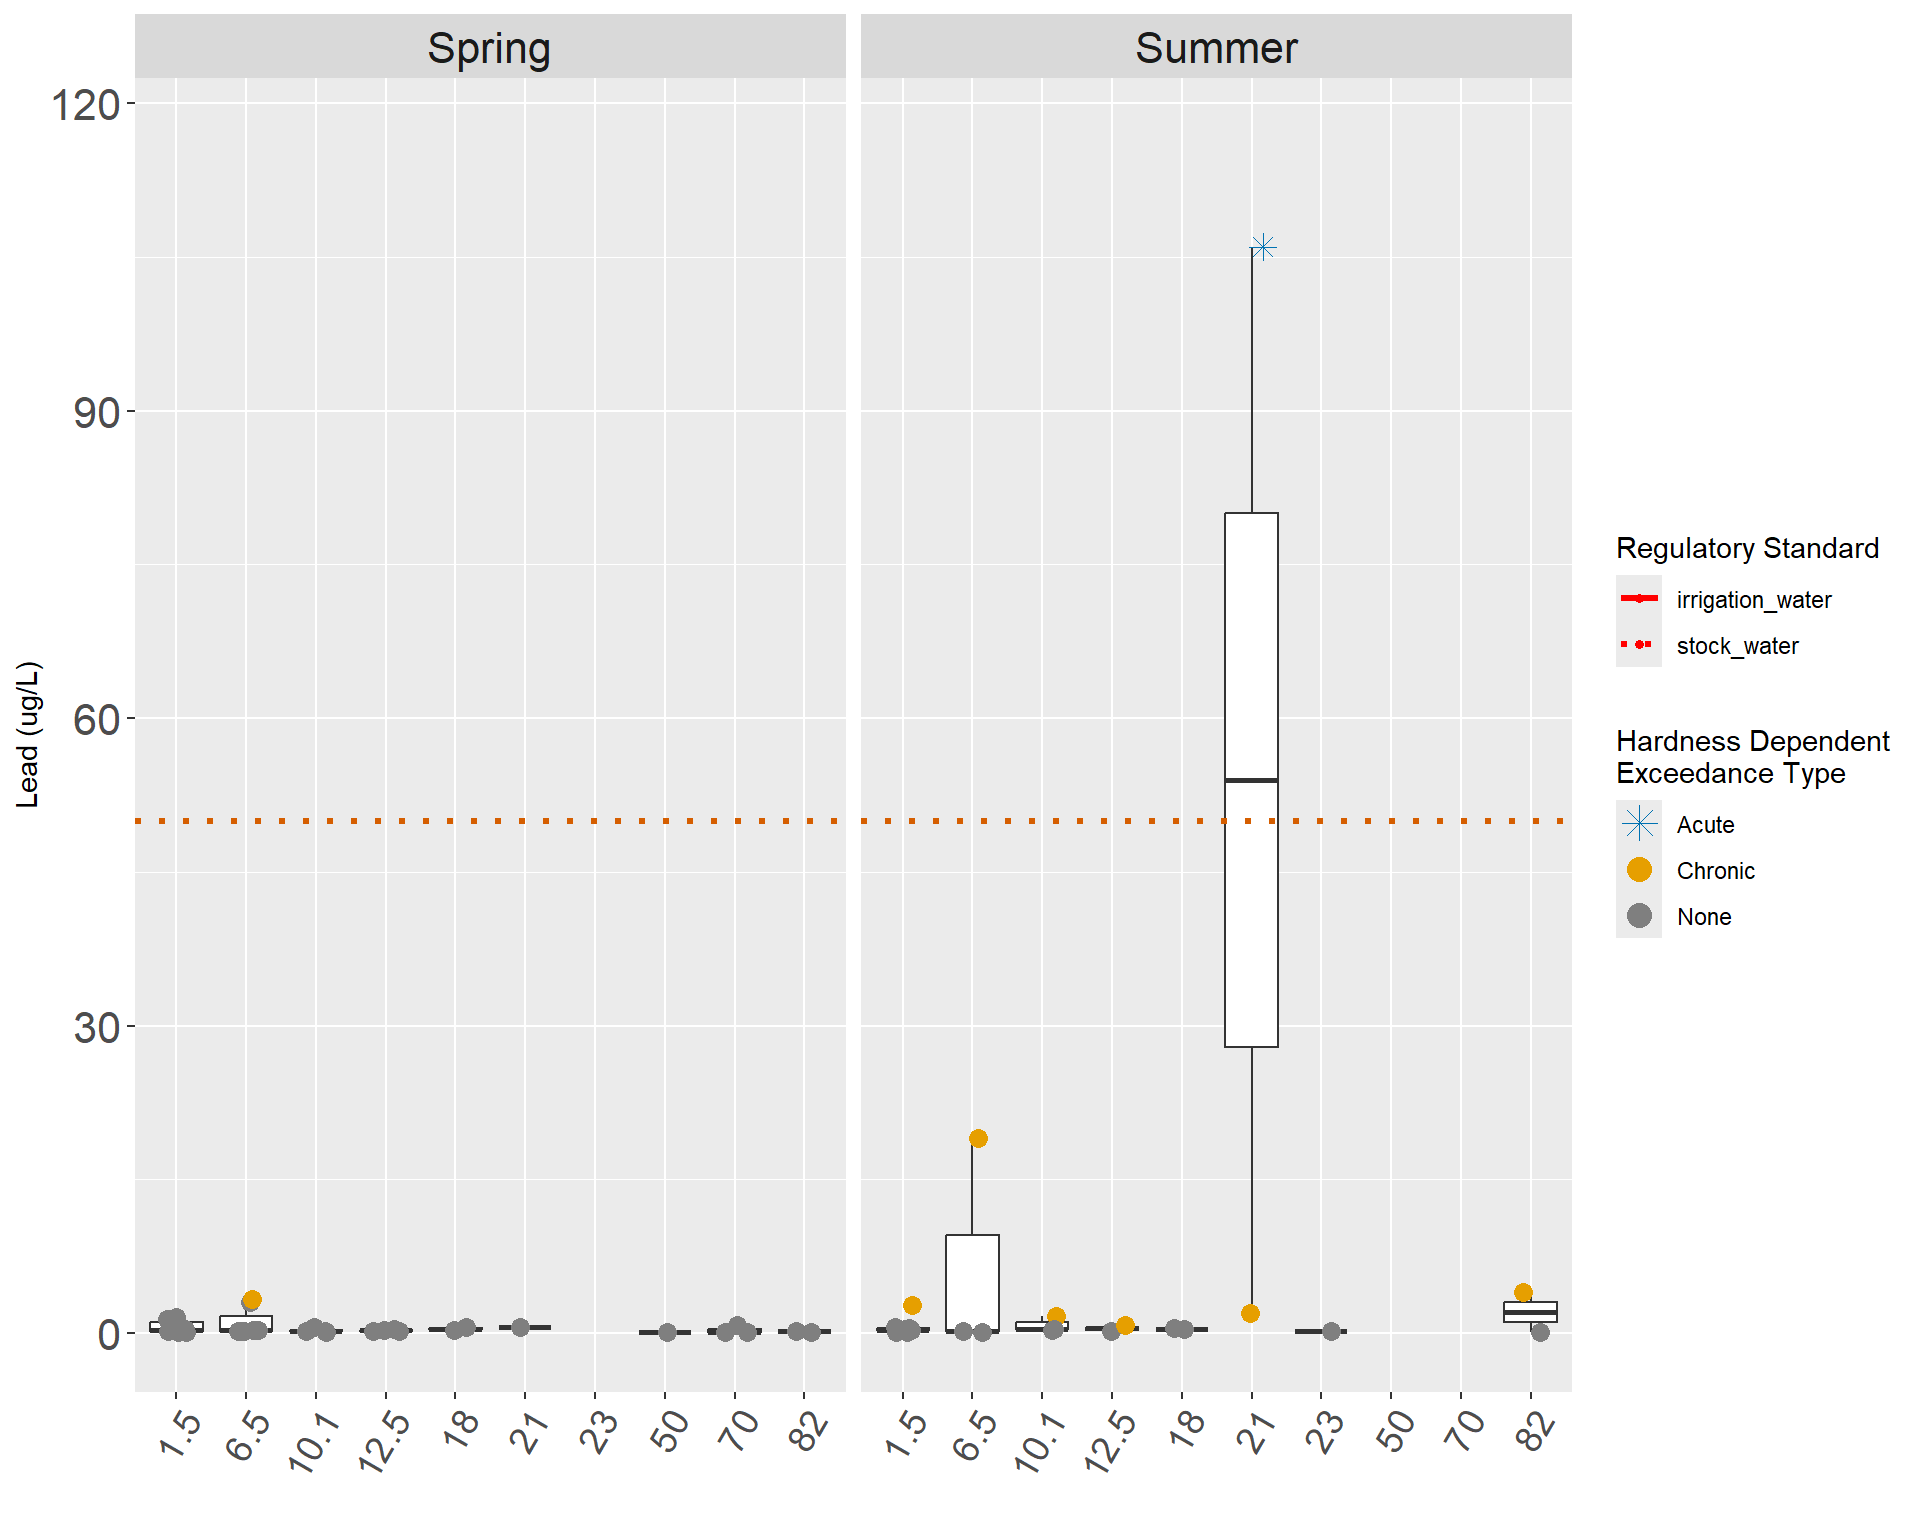 Spring
Summer
120
90
60
30
0
Lead (ug/L)
1.5
6.5
10.1
12.5
18
21
23
50
70
82
1.5
6.5
10.1
12.5
18
21
23
50
70
82
Regulatory Standard
irrigation_water
stock_water
Hardness Dependent
Exceedance Type
Acute
Chronic
None